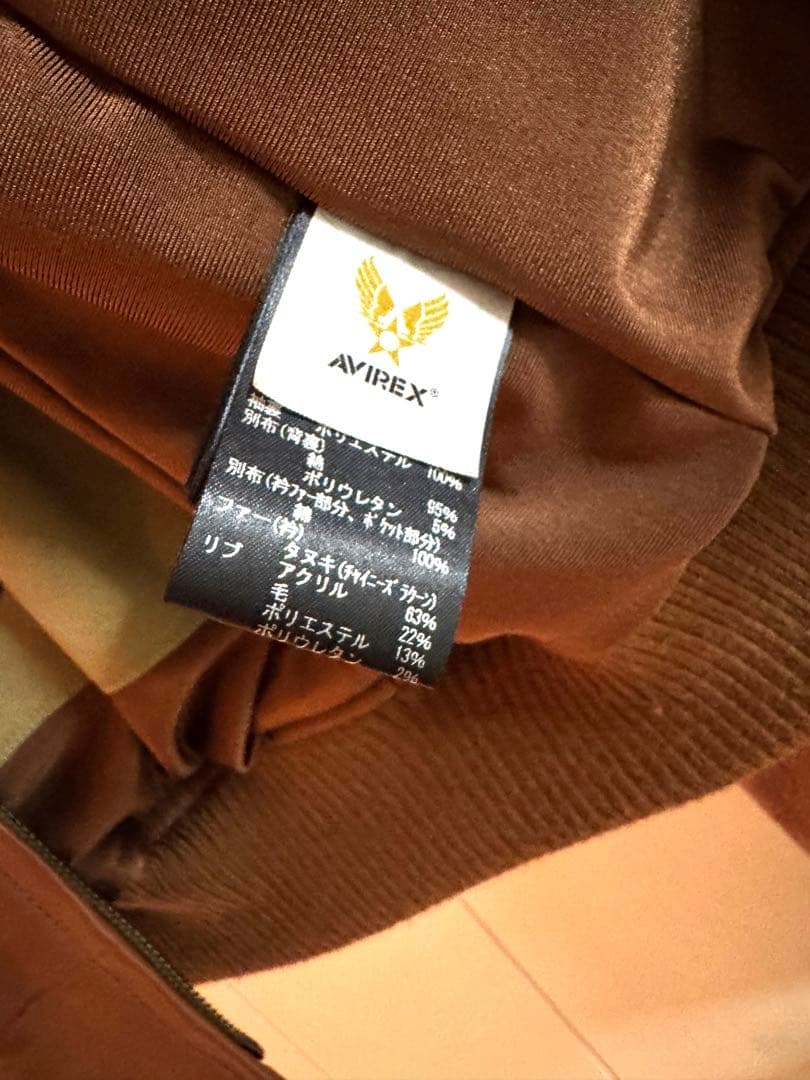 AVIREX®
袖裏
ポリエステル 100%
別布(背裏)
綿 95%
ポリウレタン 5%
別布(衿ファー部分、ポケット部分)
綿 100%
ファー(衿)
タヌキ(チャイニーズ ラクーン)
リブ アクリル 63%
毛 22%
ポリエステル 13%
ポリウレタン 2%